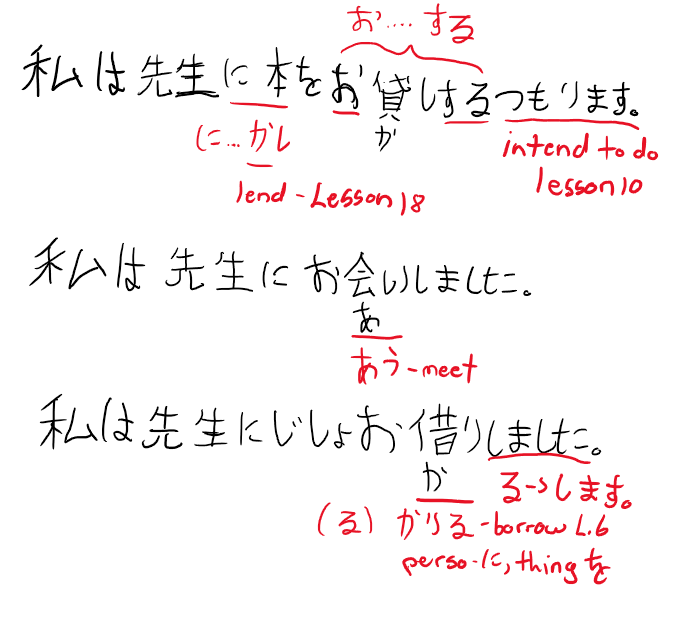 お....する
私は先生に本をお貸しするつもります。
に...かし
か
intend to do
lesson 10
lend - Lesson 18
私は先生にお会いしました。
あ
あう - meet
私は先生にじしょお借りしました。
か
る→します。
(る) かりる - borrow L.6
perso-に, thing を